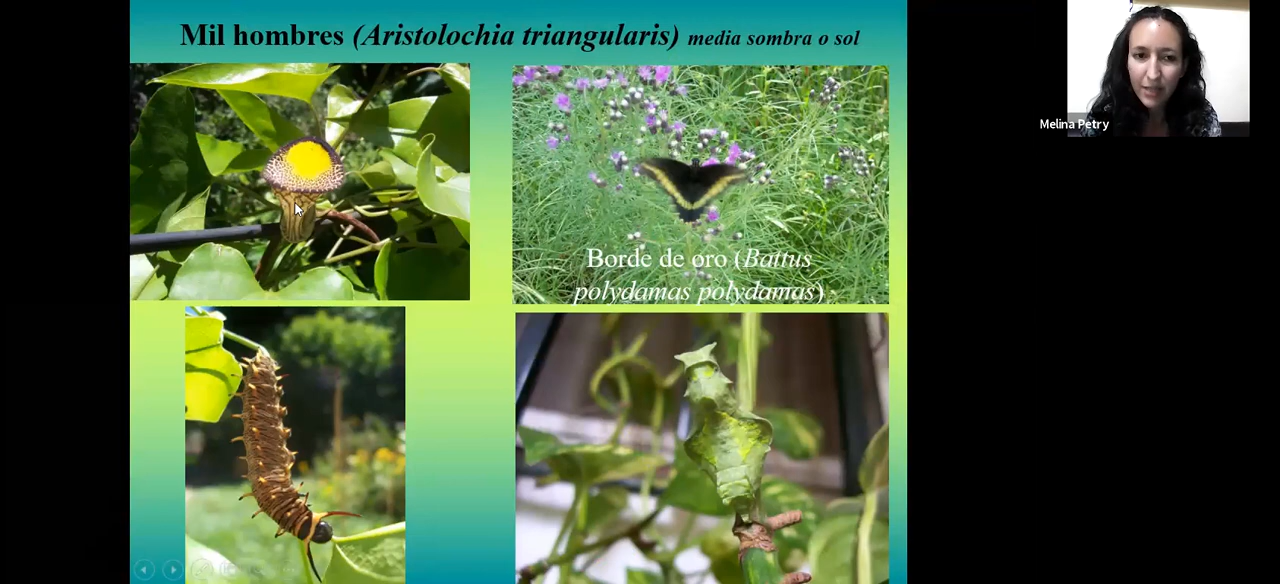 Mil hombres (Aristolochia triangularis) media sombra o sol
Melina Petry
Borde de oro (Battus
polydamas polydamas)